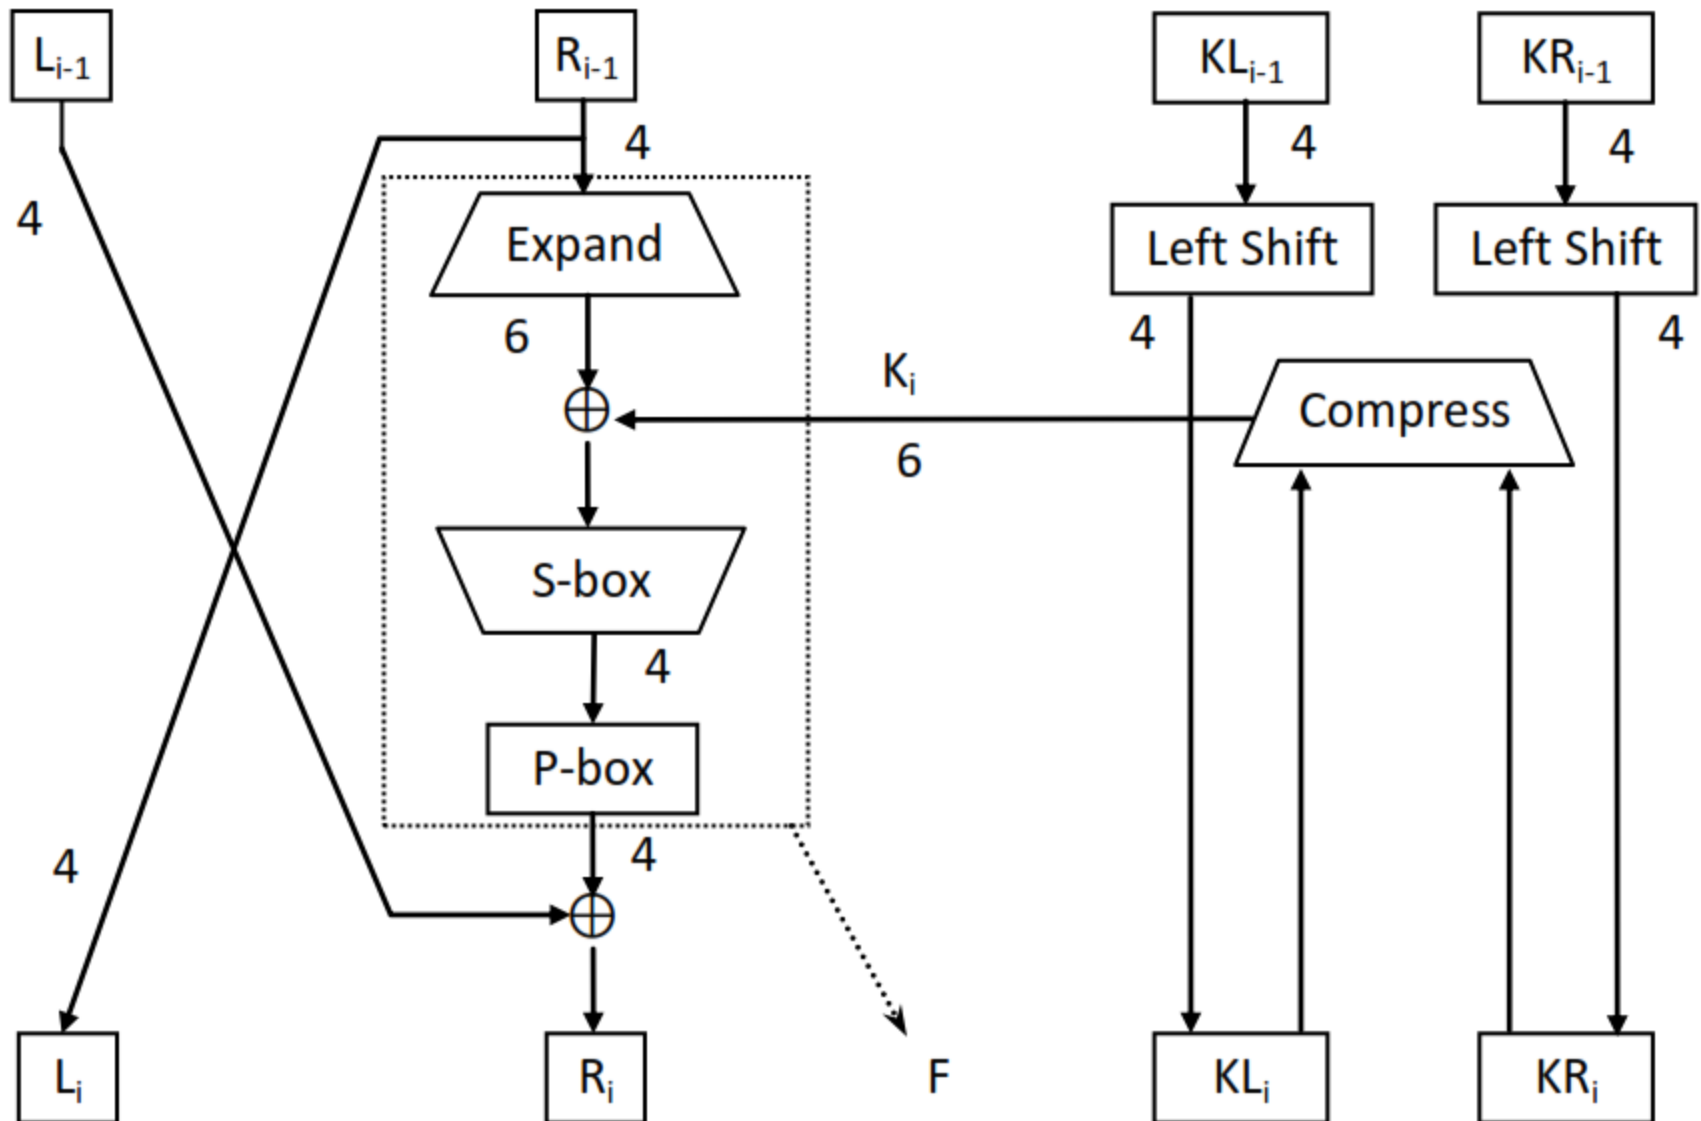 L i-1
R i-1
KL i-1
KR i-1
4
4
4
4
Expand
Left Shift
Left Shift
6
4
4
K i
Compress
6
S-box
4
P-box
4
4
L i
R i
F
KL i
KR i